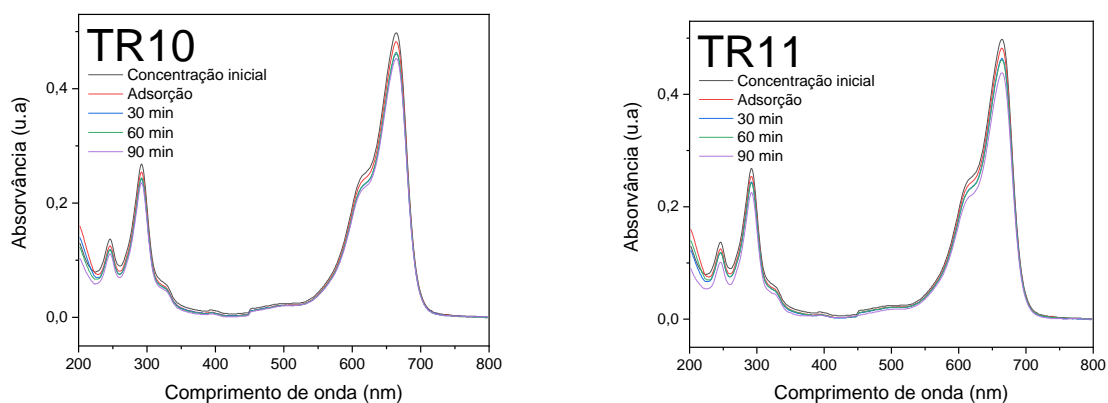 TR10
Concentração inicial
Adsorção
30 min
60 min
90 min
Absorvância (u.a)
0,4
0,2
0,0
200 300 400 500 600 700 800
Comprimento de onda (nm)
TR11
Concentração inicial
Adsorção
30 min
60 min
90 min
Absorvância (u.a)
0,4
0,2
0,0
200 300 400 500 600 700 800
Comprimento de onda (nm)